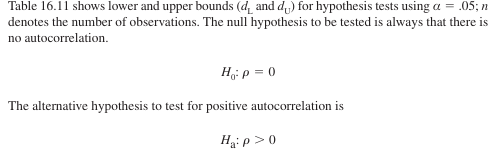 Table 16.11 shows lower and upper bounds (d_L and d_U) for hypothesis tests using α = .05; n
denotes the number of observations. The null hypothesis to be tested is always that there is
no autocorrelation.
H₀: ρ = 0
The alternative hypothesis to test for positive autocorrelation is
Hₐ: ρ > 0